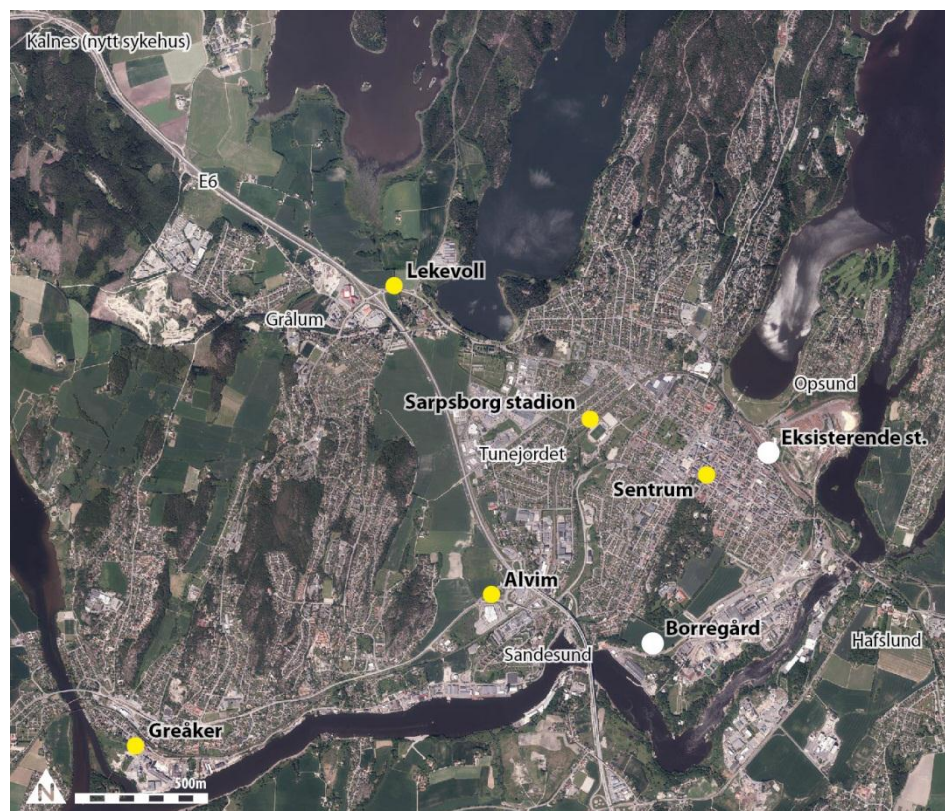 Kalnes (nytt sykehus)
E6
Lekevoll
Grålum
Opsund
Sarpsborg stadion
Eksisterende st.
Tunejordet
Sentrum
Alvim
Borregård
Hafslund
Sandesund
Greåker
500m
N